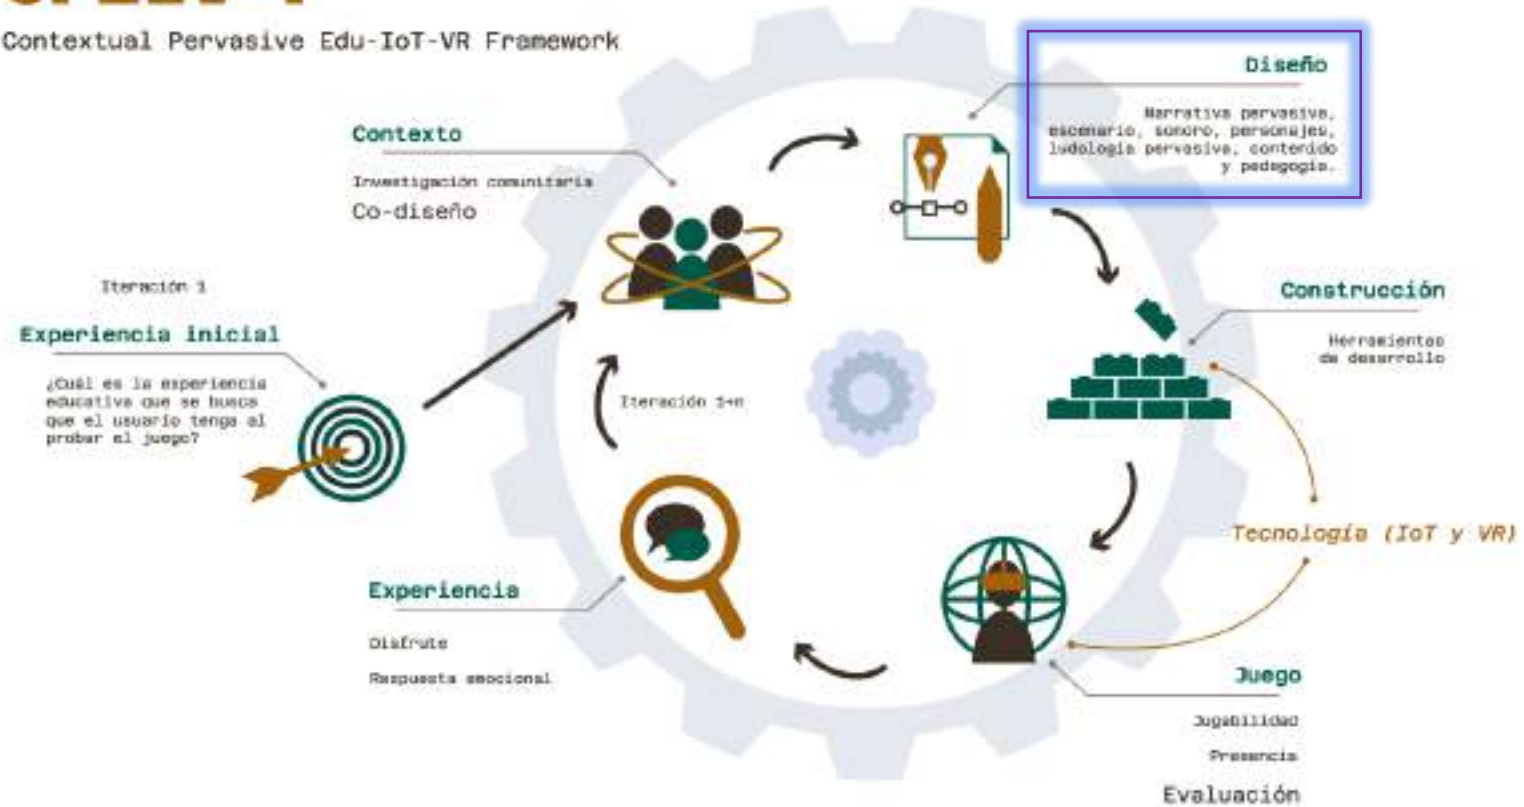 Contextual Pervasive Edu-IoT-VR Framework
Diseño
Narrativa pervasiva,
escenario, sonoro, personajes,
ludología pervasiva, contenido
y pedagogía.
Contexto
Investigación comunitaria
Co-diseño
Iteración 1
Experiencia inicial
¿Cuál es la experiencia
educativa que se busca
que el usuario tenga al
probar el juego?
Construcción
Herramientas
de desarrollo
Iteración 1+n
Tecnología (IoT y VR)
Experiencia
Disfrute
Respuesta emocional
Juego
Jugabilidad
Presencia
Evaluación